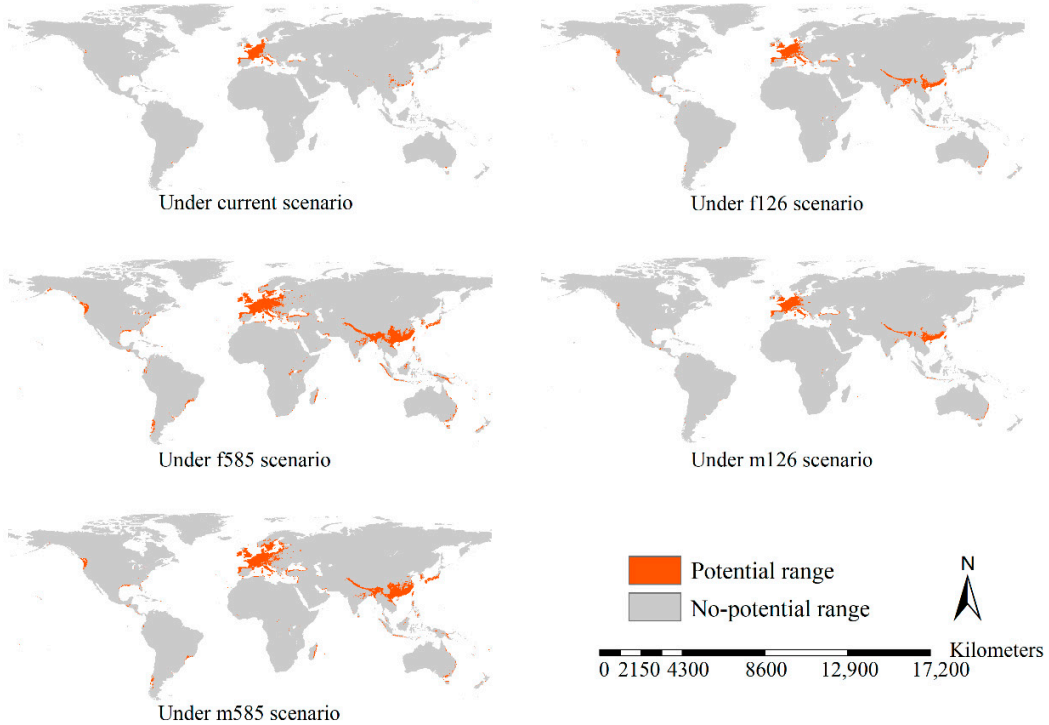 Under current scenario
Under f126 scenario
Under f585 scenario
Under m126 scenario
Under m585 scenario
Potential range
No-potential range
N
Kilometers
0 2150 4300 8600 12,900 17,200